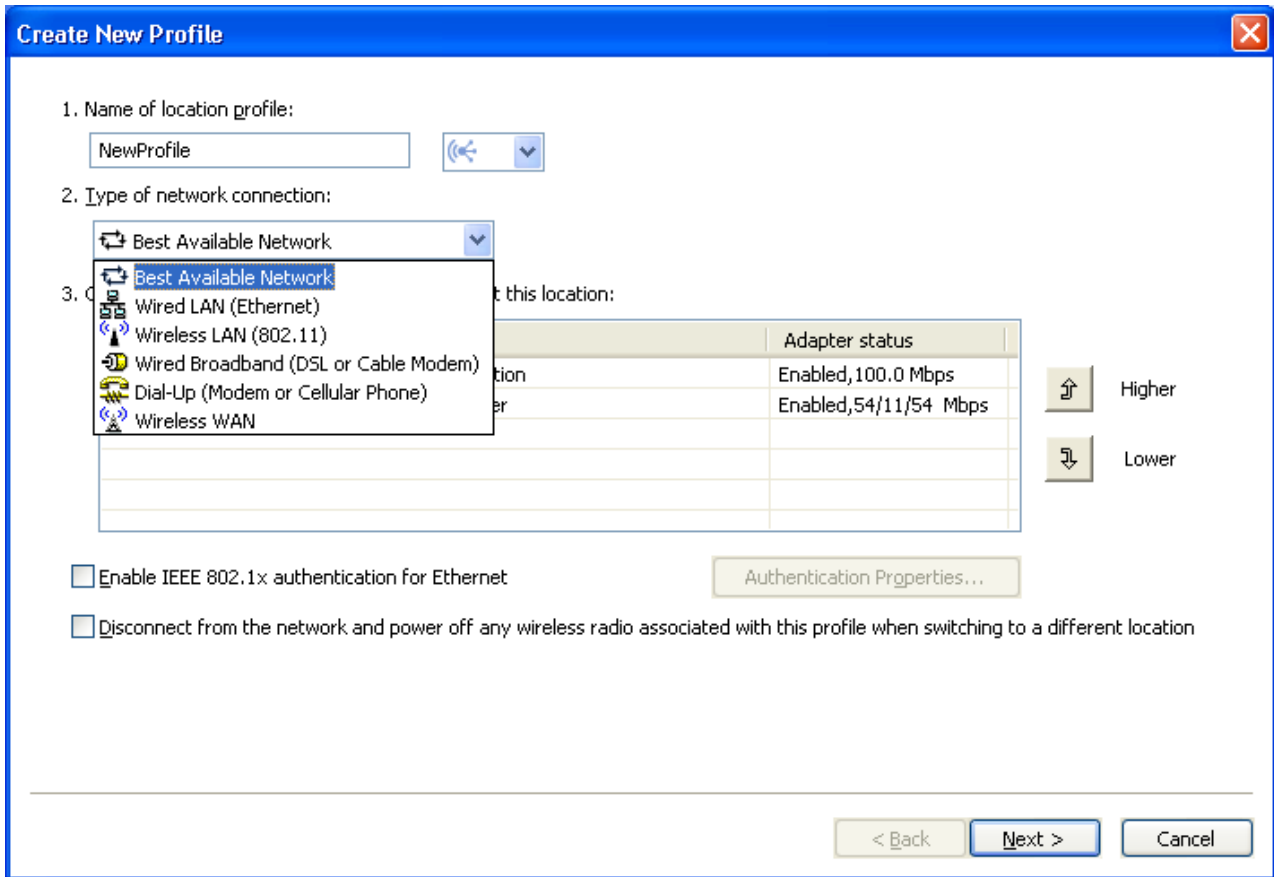 Create New Profile
1. Name of location profile:
NewProfile
2. Type of network connection:
Best Available Network
Best Available Network
Wired LAN (Ethernet)
Wireless LAN (802.11)
Wired Broadband (DSL or Cable Modem)
Dial-Up (Modem or Cellular Phone)
Wireless WAN
3. this location:
Adapter status
Enabled,100.0 Mbps
Enabled,54/11/54 Mbps
Higher
Lower
Enable IEEE 802.1x authentication for Ethernet
Authentication Properties...
Disconnect from the network and power off any wireless radio associated with this profile when switching to a different location
< Back
Next >
Cancel